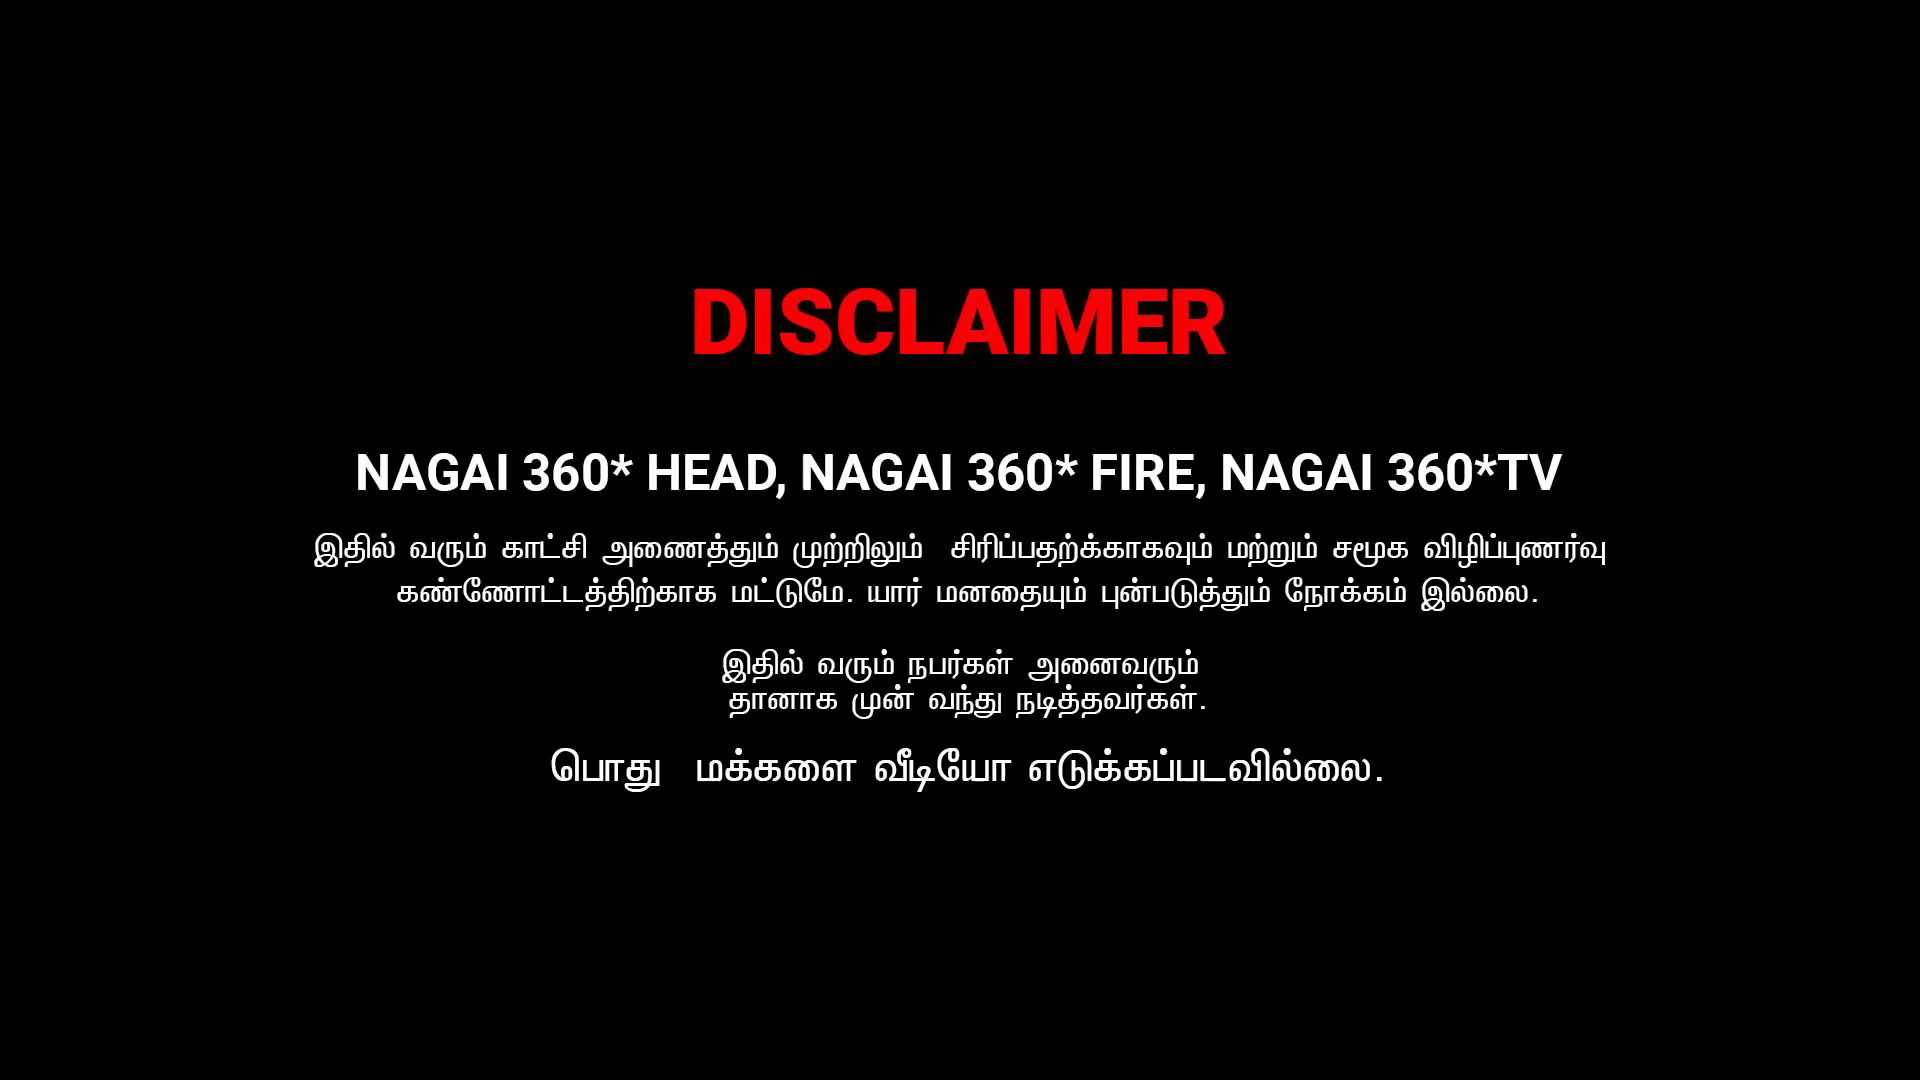 DISCLAIMER
NAGAI 360* HEAD, NAGAI 360* FIRE, NAGAI 360*TV
இதில் வரும் காட்சி அணைத்தும் முற்றிலும் சிரிப்பதற்க்காகவும் மற்றும் சமூக விழிப்புணர்வு
கண்ணோட்டத்திற்காக மட்டுமே. யார் மனதையும் புன்படுத்தும் நோக்கம் இல்லை.
இதில் வரும் நபர்கள் அனைவரும்
தானாக முன் வந்து நடித்தவர்கள்.
பொது மக்களை வீடியோ எடுக்கப்படவில்லை.